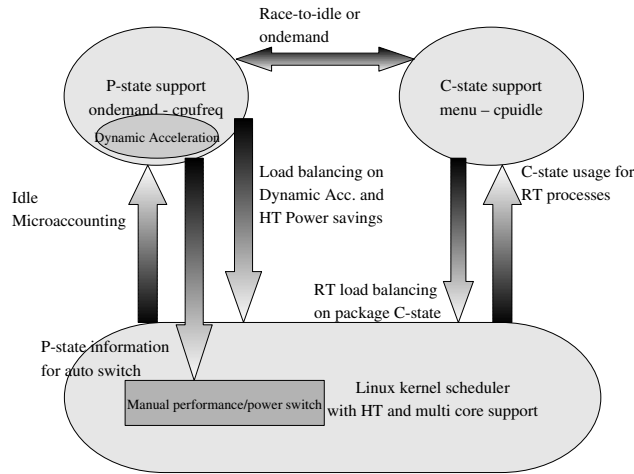 Race-to-idle or
ondemand
P-state support
ondemand - cpufreq
Dynamic Acceleration
C-state support
menu – cpuidle
Idle
Microaccounting
Load balancing on
Dynamic Acc. and
HT Power savings
C-state usage for
RT processes
RT load balancing
on package C-state
P-state information
for auto switch
Manual performance/power switch
Linux kernel scheduler
with HT and multi core support